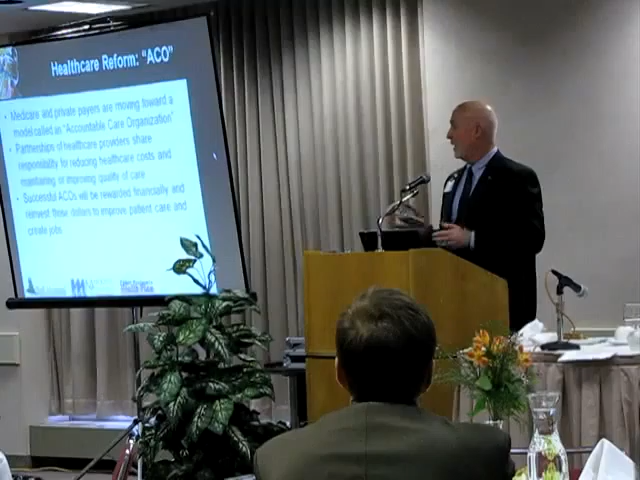 Healthcare Reform: "ACO"
• Medicare and private payers are moving toward a
model called an "Accountable Care Organization"
• Partnerships of healthcare providers share
responsibility for reducing healthcare costs and
maintaining or improving quality of care
• Successful ACOs will be rewarded financially and
reinvest those dollars to improve patient care and
create jobs